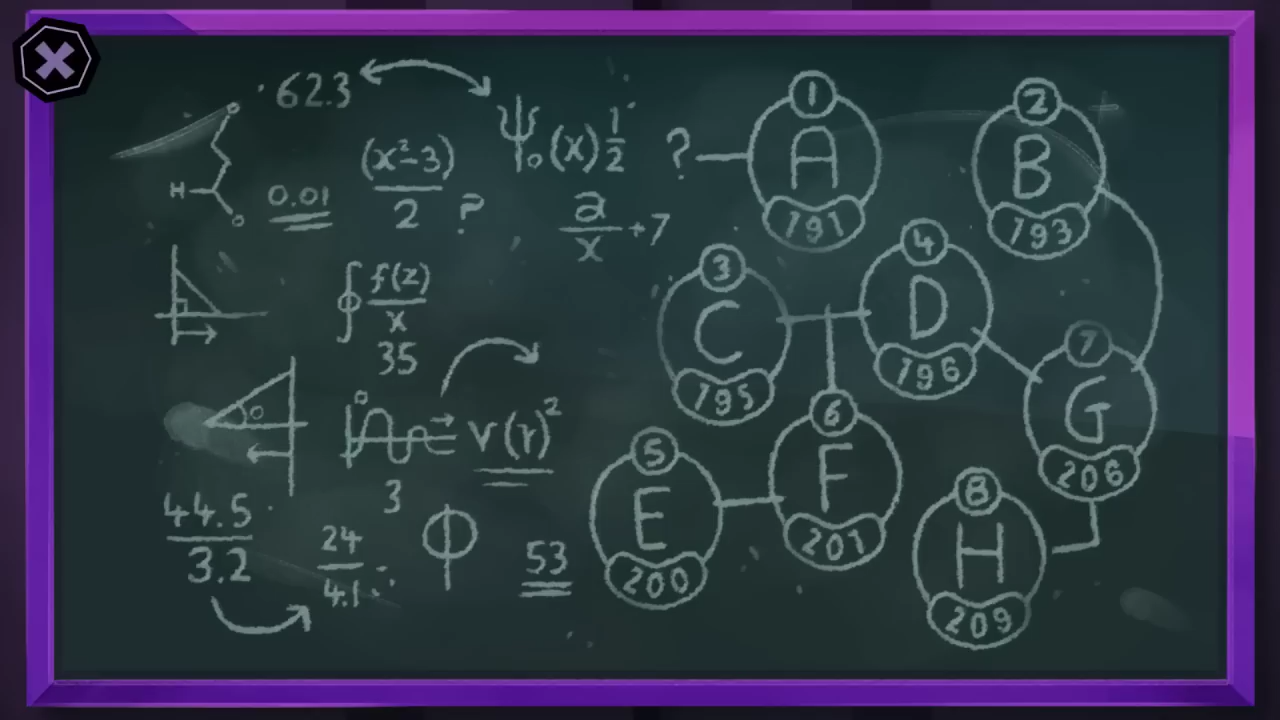 62.3
ψ₀(x) 1/2
(x²-3)/2 ?
H
0.01
a/x +7
∮ f(z)/x
35
0
v(r)²
3
44.5/3.2
24/4.1
Φ
53
?
1
A
191
2
B
193
3
C
195
4
D
196
5
E
200
6
F
201
7
G
206
8
H
209